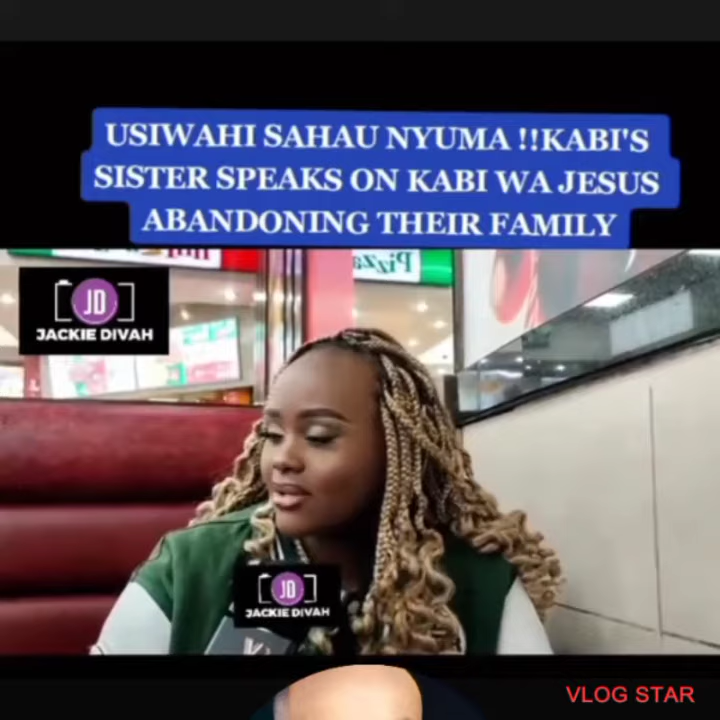 USIWAHI SAHAU NYUMA !!KABI'S
SISTER SPEAKS ON KABI WA JESUS
ABANDONING THEIR FAMILY
Pizza
JD
JACKIE DIVAH
JD
JACKIE DIVAH
VLOG STAR